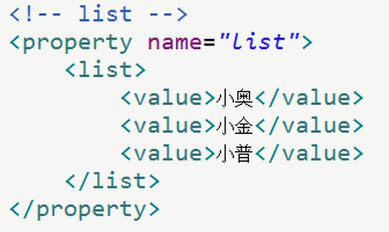 <!-- list -->
<property name="list">
    <list>
        <value>小奥</value>
        <value>小金</value>
        <value>小普</value>
    </list>
</property>